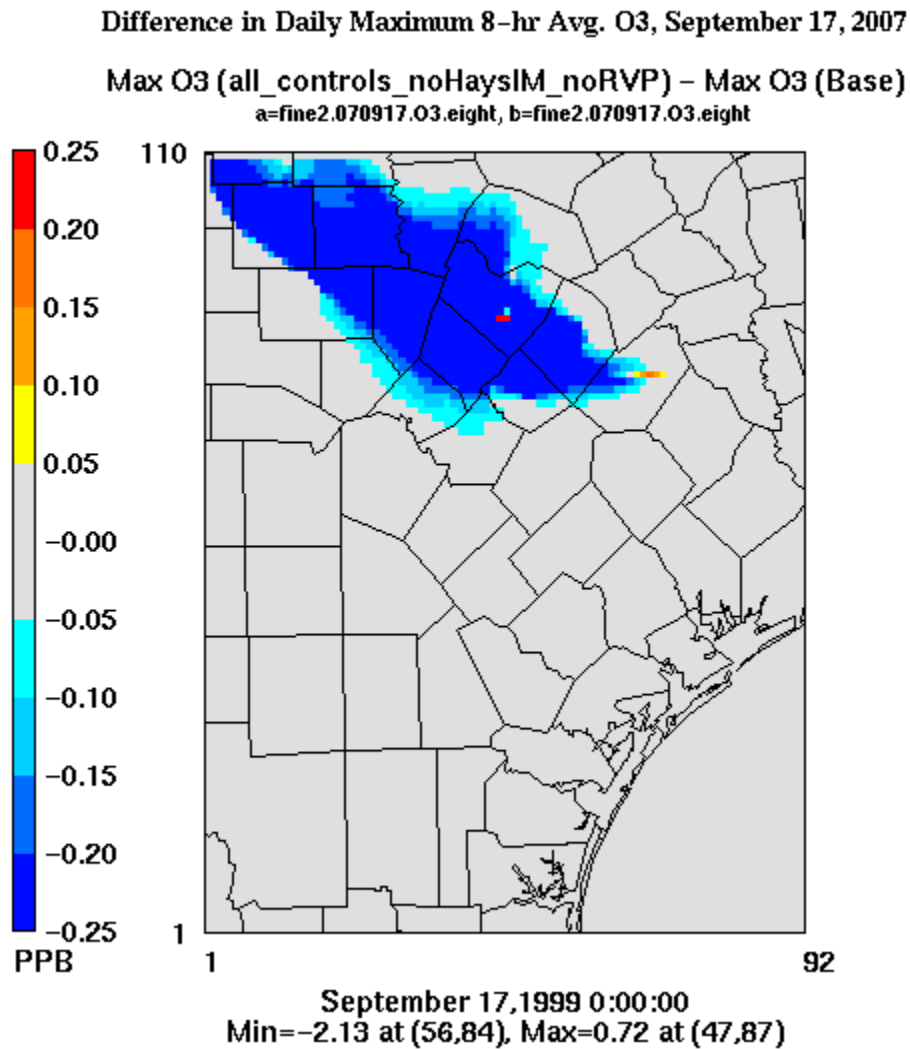 Difference in Daily Maximum 8-hr Avg. O3, September 17, 2007
Max O3 (all_controls_noHaysIM_noRVP) - Max O3 (Base)
a=fine2.070917.O3.eight, b=fine2.070917.O3.eight
0.25
0.20
0.15
0.10
0.05
-0.00
-0.05
-0.10
-0.15
-0.20
-0.25
PPB
110
1
1
92
September 17,1999 0:00:00
Min=-2.13 at (56,84), Max=0.72 at (47,87)